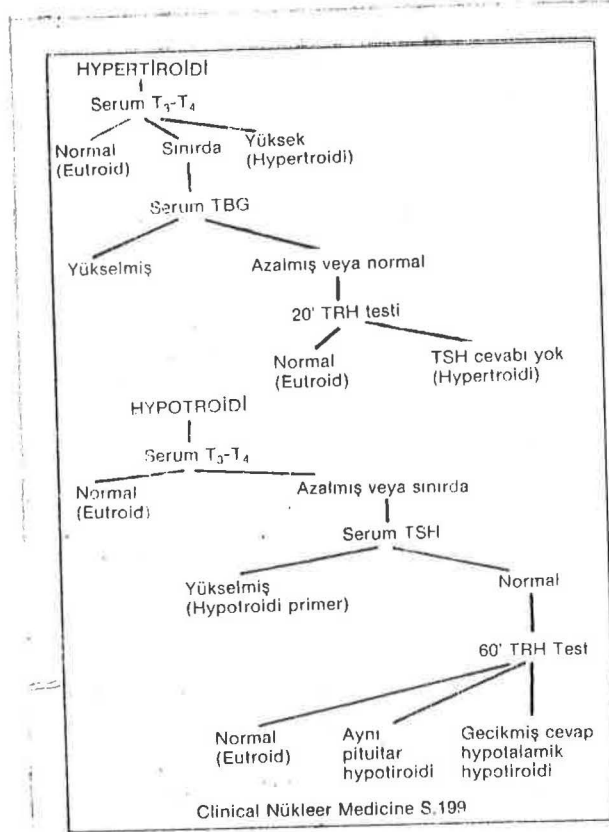 HYPERTİROİDİ
Serum T₃-T₄
Normal
(Eutroid)
Sınırda
Yüksek
(Hypertroidi)
Serum TBG
Yükselmiş
Azalmış veya normal
20' TRH testi
Normal
(Eutroid)
TSH cevabı yok
(Hypertroidi)
HYPOTROİDİ
Serum T₃-T₄
Normal
(Eutroid)
Azalmış veya sınırda
Serum TSH
Yükselmiş
(Hypotroidi primer)
Normal
60' TRH Test
Normal
(Eutroid)
Aynı
pituitar
hypotiroidi
Gecikmiş cevap
hypotalamik
hypotiroidi
Clinical Nükleer Medicine S.199